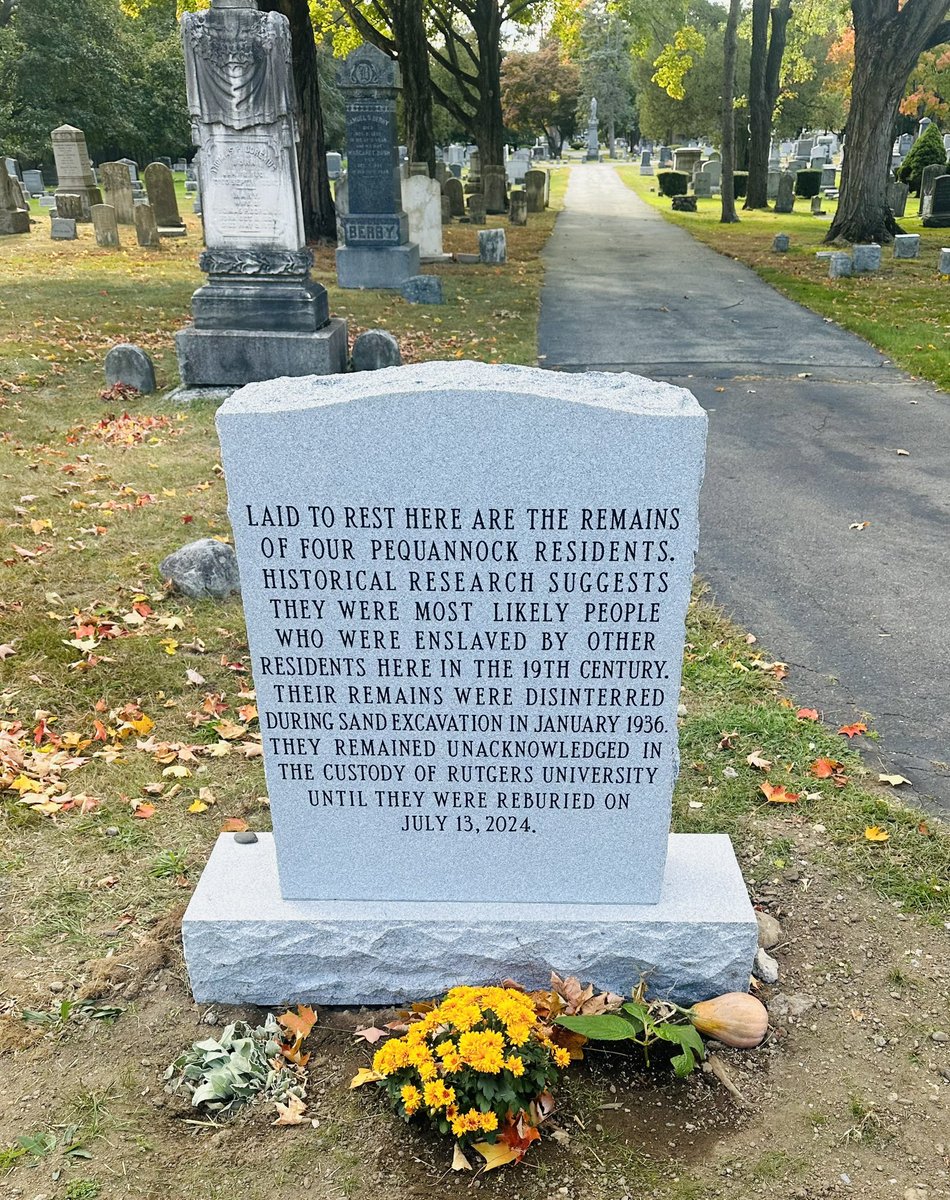 BERRY
LAID TO REST HERE ARE THE REMAINS
OF FOUR PEQUANNOCK RESIDENTS.
HISTORICAL RESEARCH SUGGESTS
THEY WERE MOST LIKELY PEOPLE
WHO WERE ENSLAVED BY OTHER
RESIDENTS HERE IN THE 19TH CENTURY.
THEIR REMAINS WERE DISINTERRED
DURING SAND EXCAVATION IN JANUARY 1936.
THEY REMAINED UNACKNOWLEDGED IN
THE CUSTODY OF RUTGERS UNIVERSITY
UNTIL THEY WERE REBURIED ON
JULY 13, 2024.